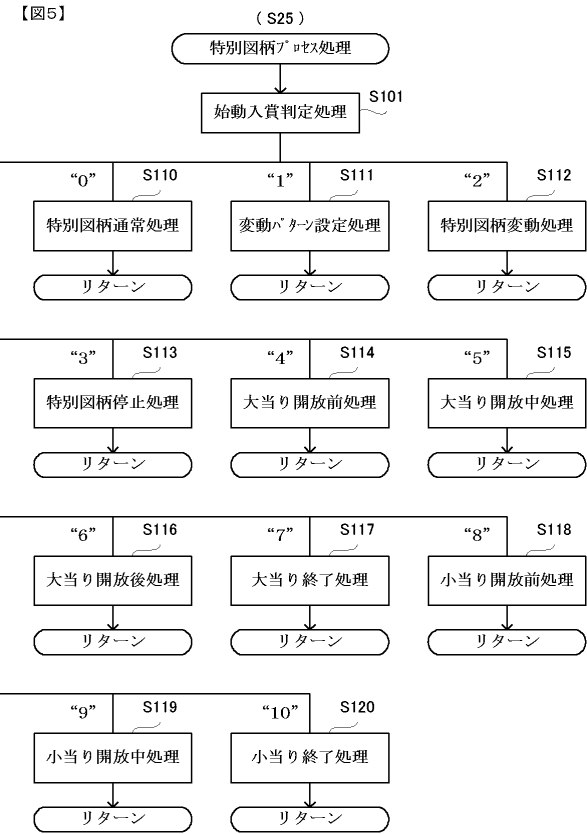 【図5】
(S25)
特別図柄ﾌﾟﾛｾｽ処理
S101
始動入賞判定処理
“0” S110 “1” S111 “2” S112
特別図柄通常処理 変動ﾊﾟﾀｰﾝ設定処理 特別図柄変動処理
リターン リターン リターン
“3” S113 “4” S114 “5” S115
特別図柄停止処理 大当り開放前処理 大当り開放中処理
リターン リターン リターン
“6” S116 “7” S117 “8” S118
大当り開放後処理 大当り終了処理 小当り開放前処理
リターン リターン リターン
“9” S119 “10” S120
小当り開放中処理 小当り終了処理
リターン リターン